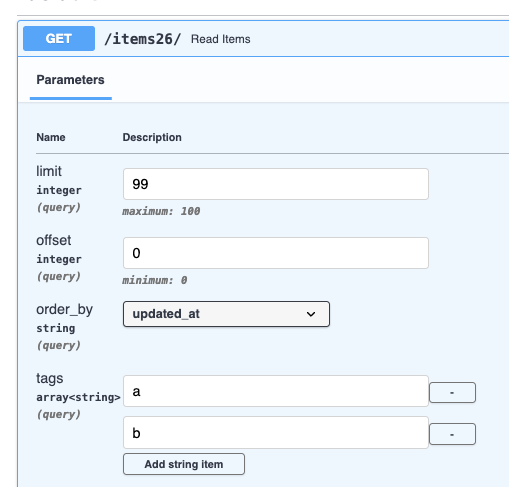 GET /items26/ Read Items
Parameters
Name Description
limit
integer
(query)
99
maximum: 100
offset
integer
(query)
0
minimum: 0
order_by
string
(query)
updated_at
tags
array<string>
(query)
a
-
b
-
Add string item